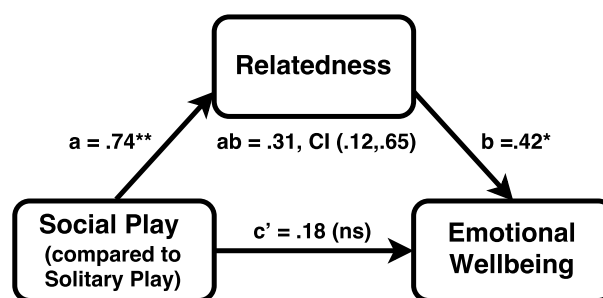 Relatedness
a = .74**
ab = .31, CI (.12,.65)
b =.42*
Social Play
(compared to
Solitary Play)
c’ = .18 (ns)
Emotional
Wellbeing